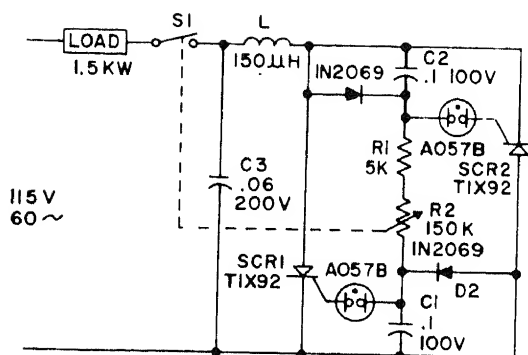 S1
L
LOAD
1.5KW
150μH
C2
.1 100V
IN2069
R1
5K
A057B
SCR2
TIX92
C3
.06
200V
115V
60~
R2
150K
IN2069
SCR1
TIX92
A057B
D2
C1
.1
100V